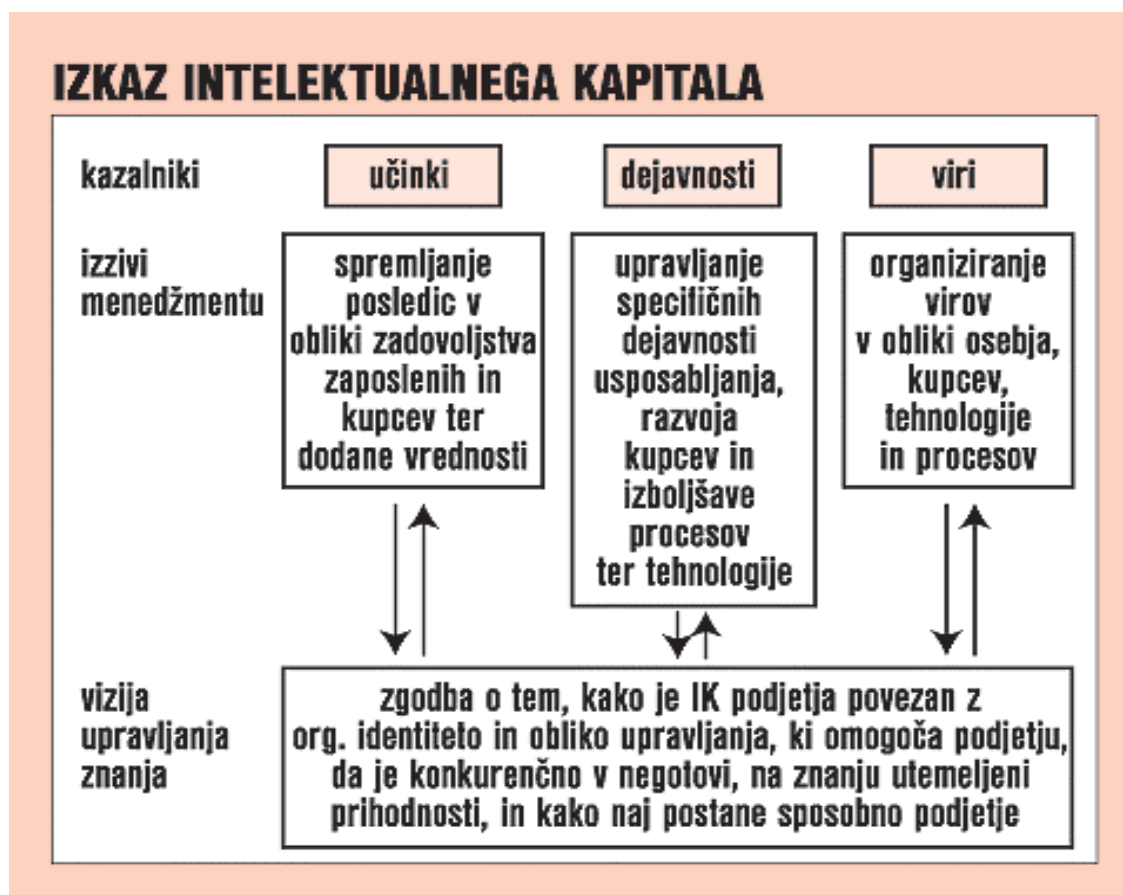 IZKAZ INTELEKTUALNEGA KAPITALA
kazalniki
učinki
dejavnosti
viri
izzivi
menedžmentu
spremljanje
posledic v
obliki zadovoljstva
zaposlenih in
kupcev ter
dodane vrednosti
upravljanje
specifičnih
dejavnosti
usposabljanja,
razvoja
kupcev in
izboljšave
procesov
ter tehnologije
organiziranje
virov
v obliki osebja,
kupcev,
tehnologije
in procesov
vizija
upravljanja
znanja
zgodba o tem, kako je IK podjetja povezan z
org. identiteto in obliko upravljanja, ki omogoča podjetju,
da je konkurenčno v negotovi, na znanju utemeljeni
prihodnosti, in kako naj postane sposobno podjetje